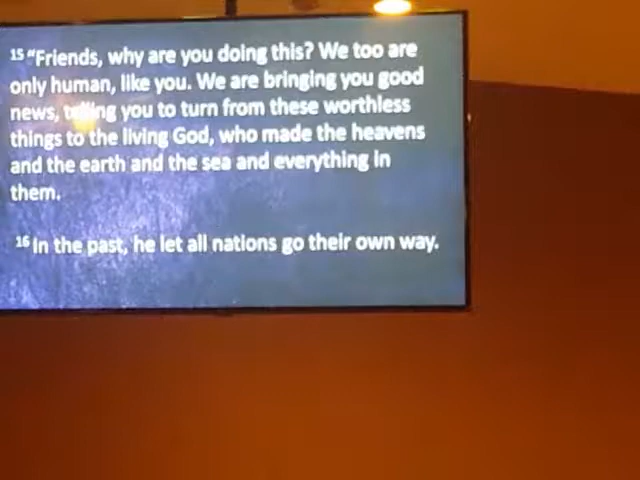 15 "Friends, why are you doing this? We too are
only human, like you. We are bringing you good
news, telling you to turn from these worthless
things to the living God, who made the heavens
and the earth and the sea and everything in
them.
16 In the past, he let all nations go their own way.